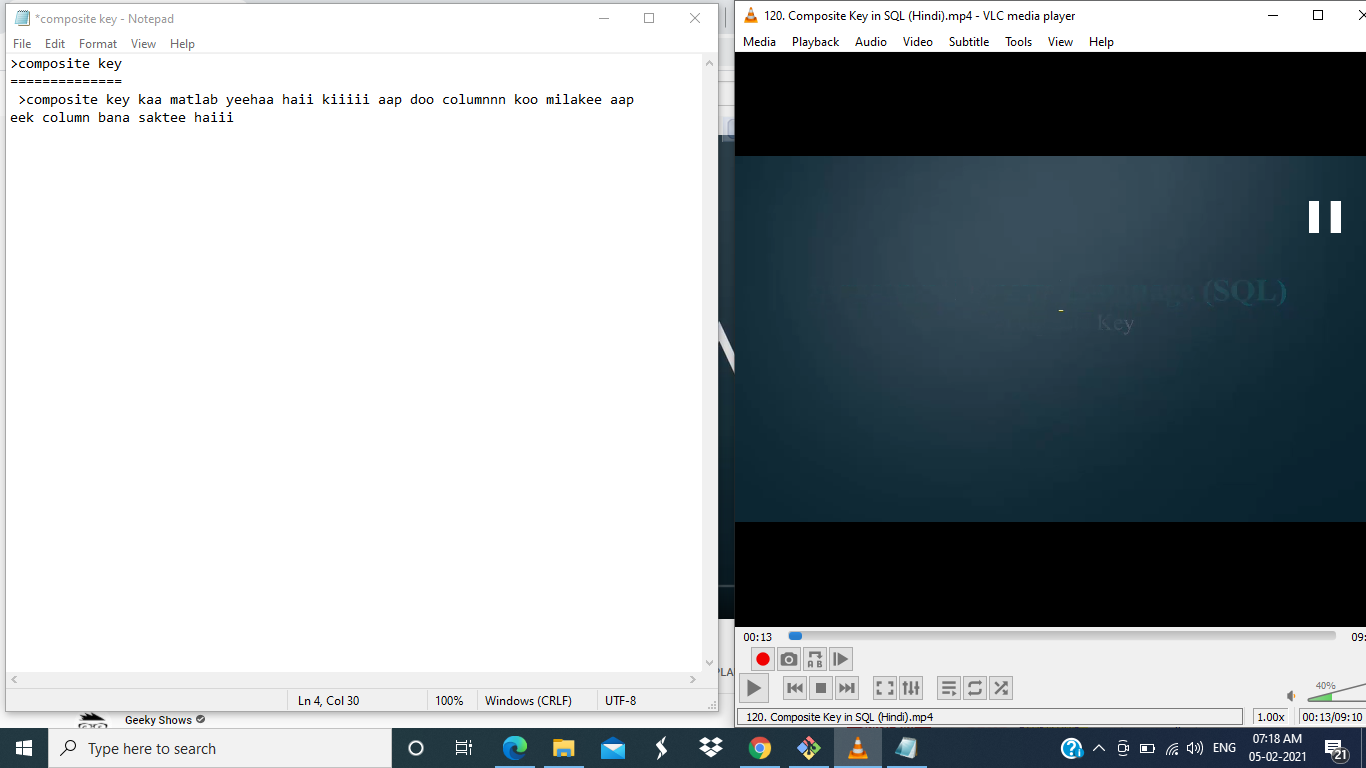 *composite key - Notepad
File Edit Format View Help
>composite key
==============
 >composite key kaa matlab yeehaa haii kiiiii aap doo columnnn koo milakee aap
eek column bana saktee haiii
Ln 4, Col 30 100% Windows (CRLF) UTF-8
120. Composite Key in SQL (Hindi).mp4 - VLC media player
Media Playback Audio Video Subtitle Tools View Help
(SQL)
Key
00:13 09:
A B
40%
120. Composite Key in SQL (Hindi).mp4 1.00x 00:13/09:10
PLA
Geeky Shows
Type here to search
ENG
07:18 AM
05-02-2021
21